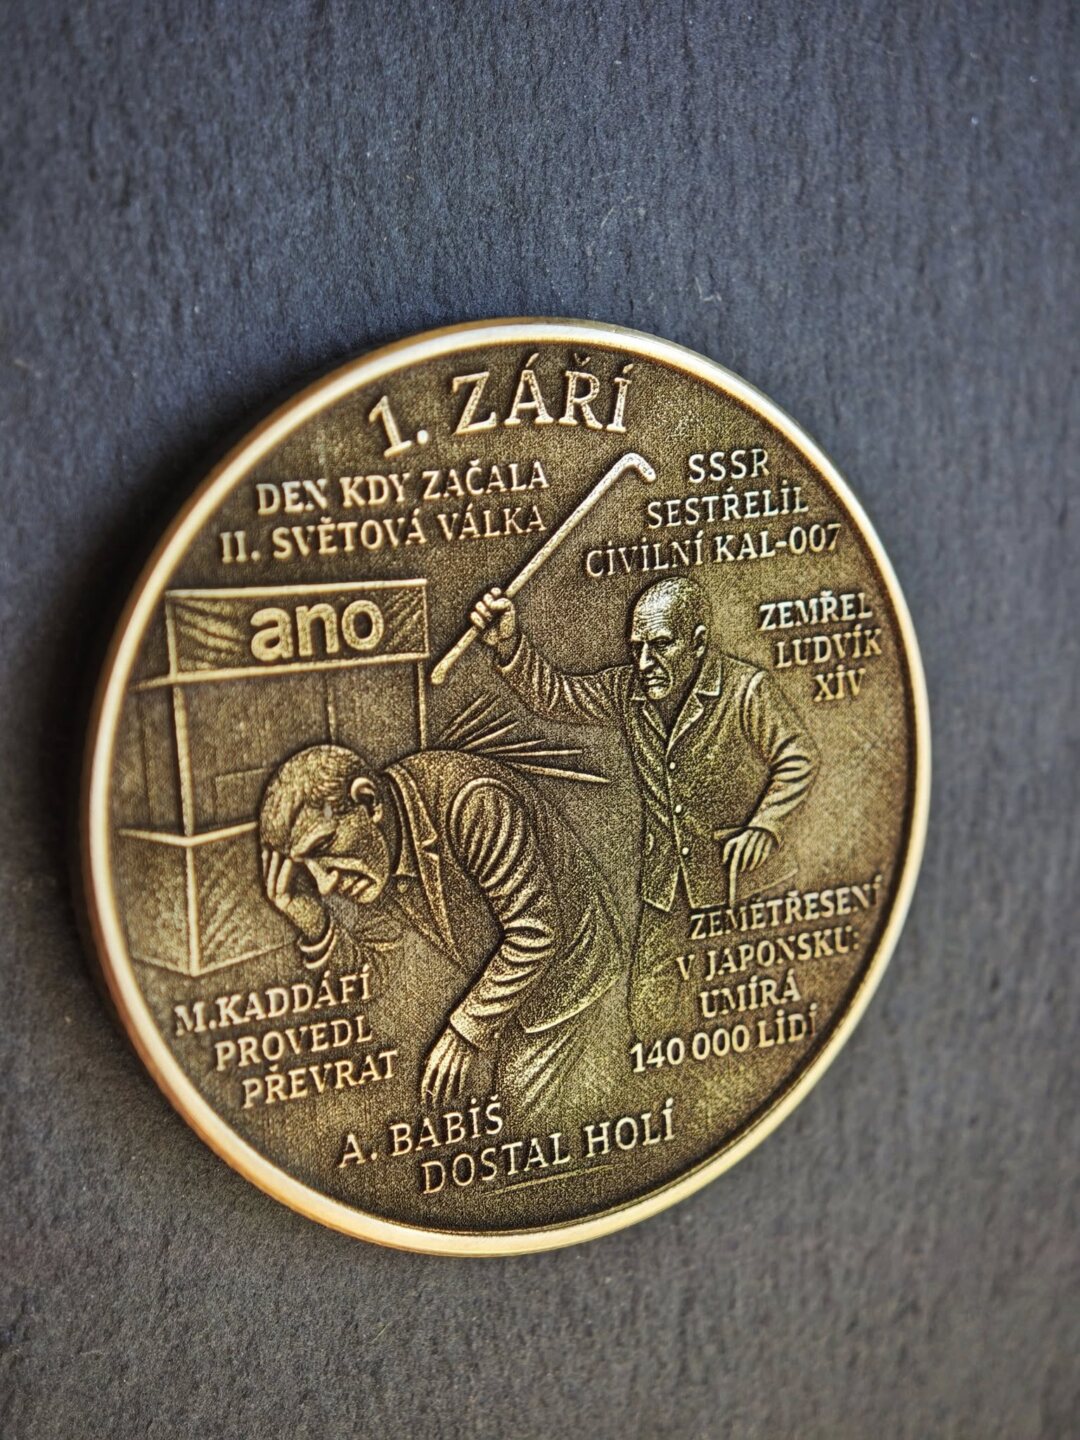 1. ZÁŘÍ
DEN KDY ZAČALA
II. SVĚTOVÁ VÁLKA
SSSR
SESTŘELIL
CIVILNÍ KAL-007
ZEMŘEL
LUDVÍK
XIV
ano
ZEMĚTŘESENÍ
V JAPONSKU:
UMÍRÁ
140 000 LIDÍ
M.KADDÁFÍ
PROVEDL
PŘEVRAT
A. BABIŠ
DOSTAL HOLÍ